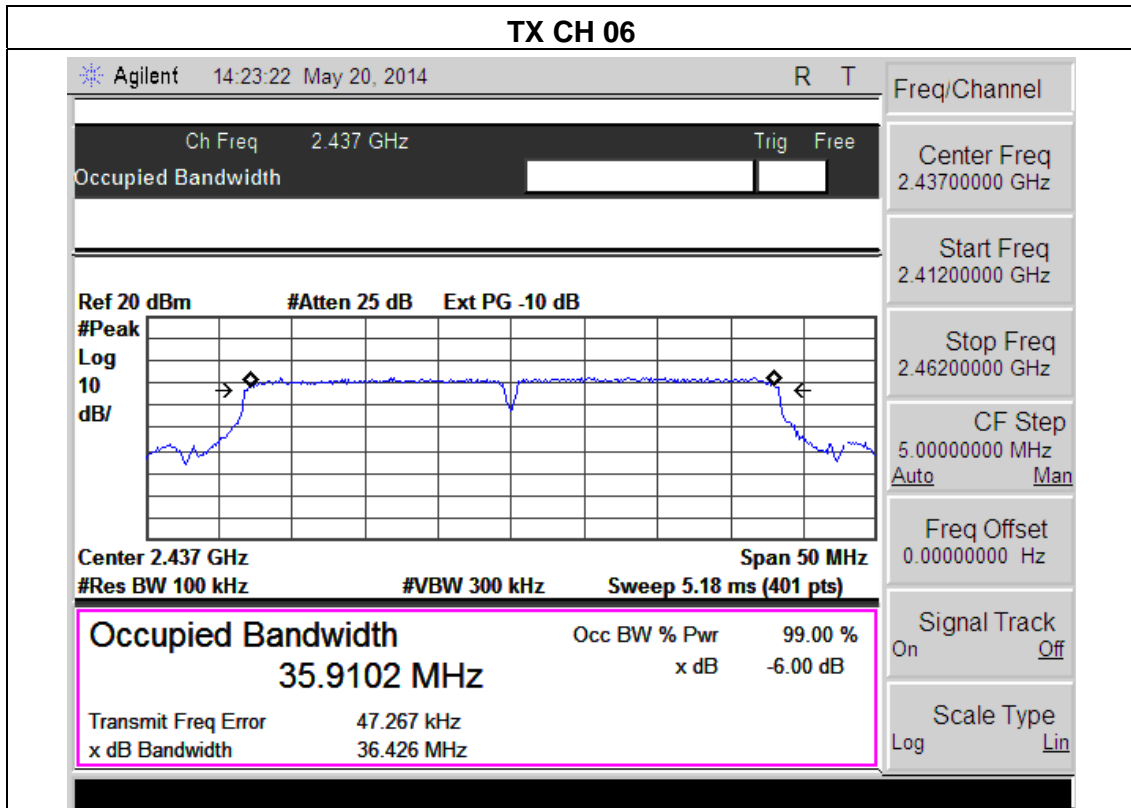 TX CH 06
Agilent 14:23:22 May 20, 2014 R T
Freq/Channel
Ch Freq 2.437 GHz Trig Free
Occupied Bandwidth
Center Freq
2.43700000 GHz
Start Freq
2.41200000 GHz
Stop Freq
2.46200000 GHz
CF Step
5.00000000 MHz
Auto Man
Freq Offset
0.00000000 Hz
Signal Track
On Off
Scale Type
Log Lin
Ref 20 dBm #Atten 25 dB Ext PG -10 dB
#Peak
Log
10
dB/
Center 2.437 GHz Span 50 MHz
#Res BW 100 kHz #VBW 300 kHz Sweep 5.18 ms (401 pts)
Occupied Bandwidth Occ BW % Pwr 99.00 %
35.9102 MHz x dB -6.00 dB
Transmit Freq Error 47.267 kHz
x dB Bandwidth 36.426 MHz